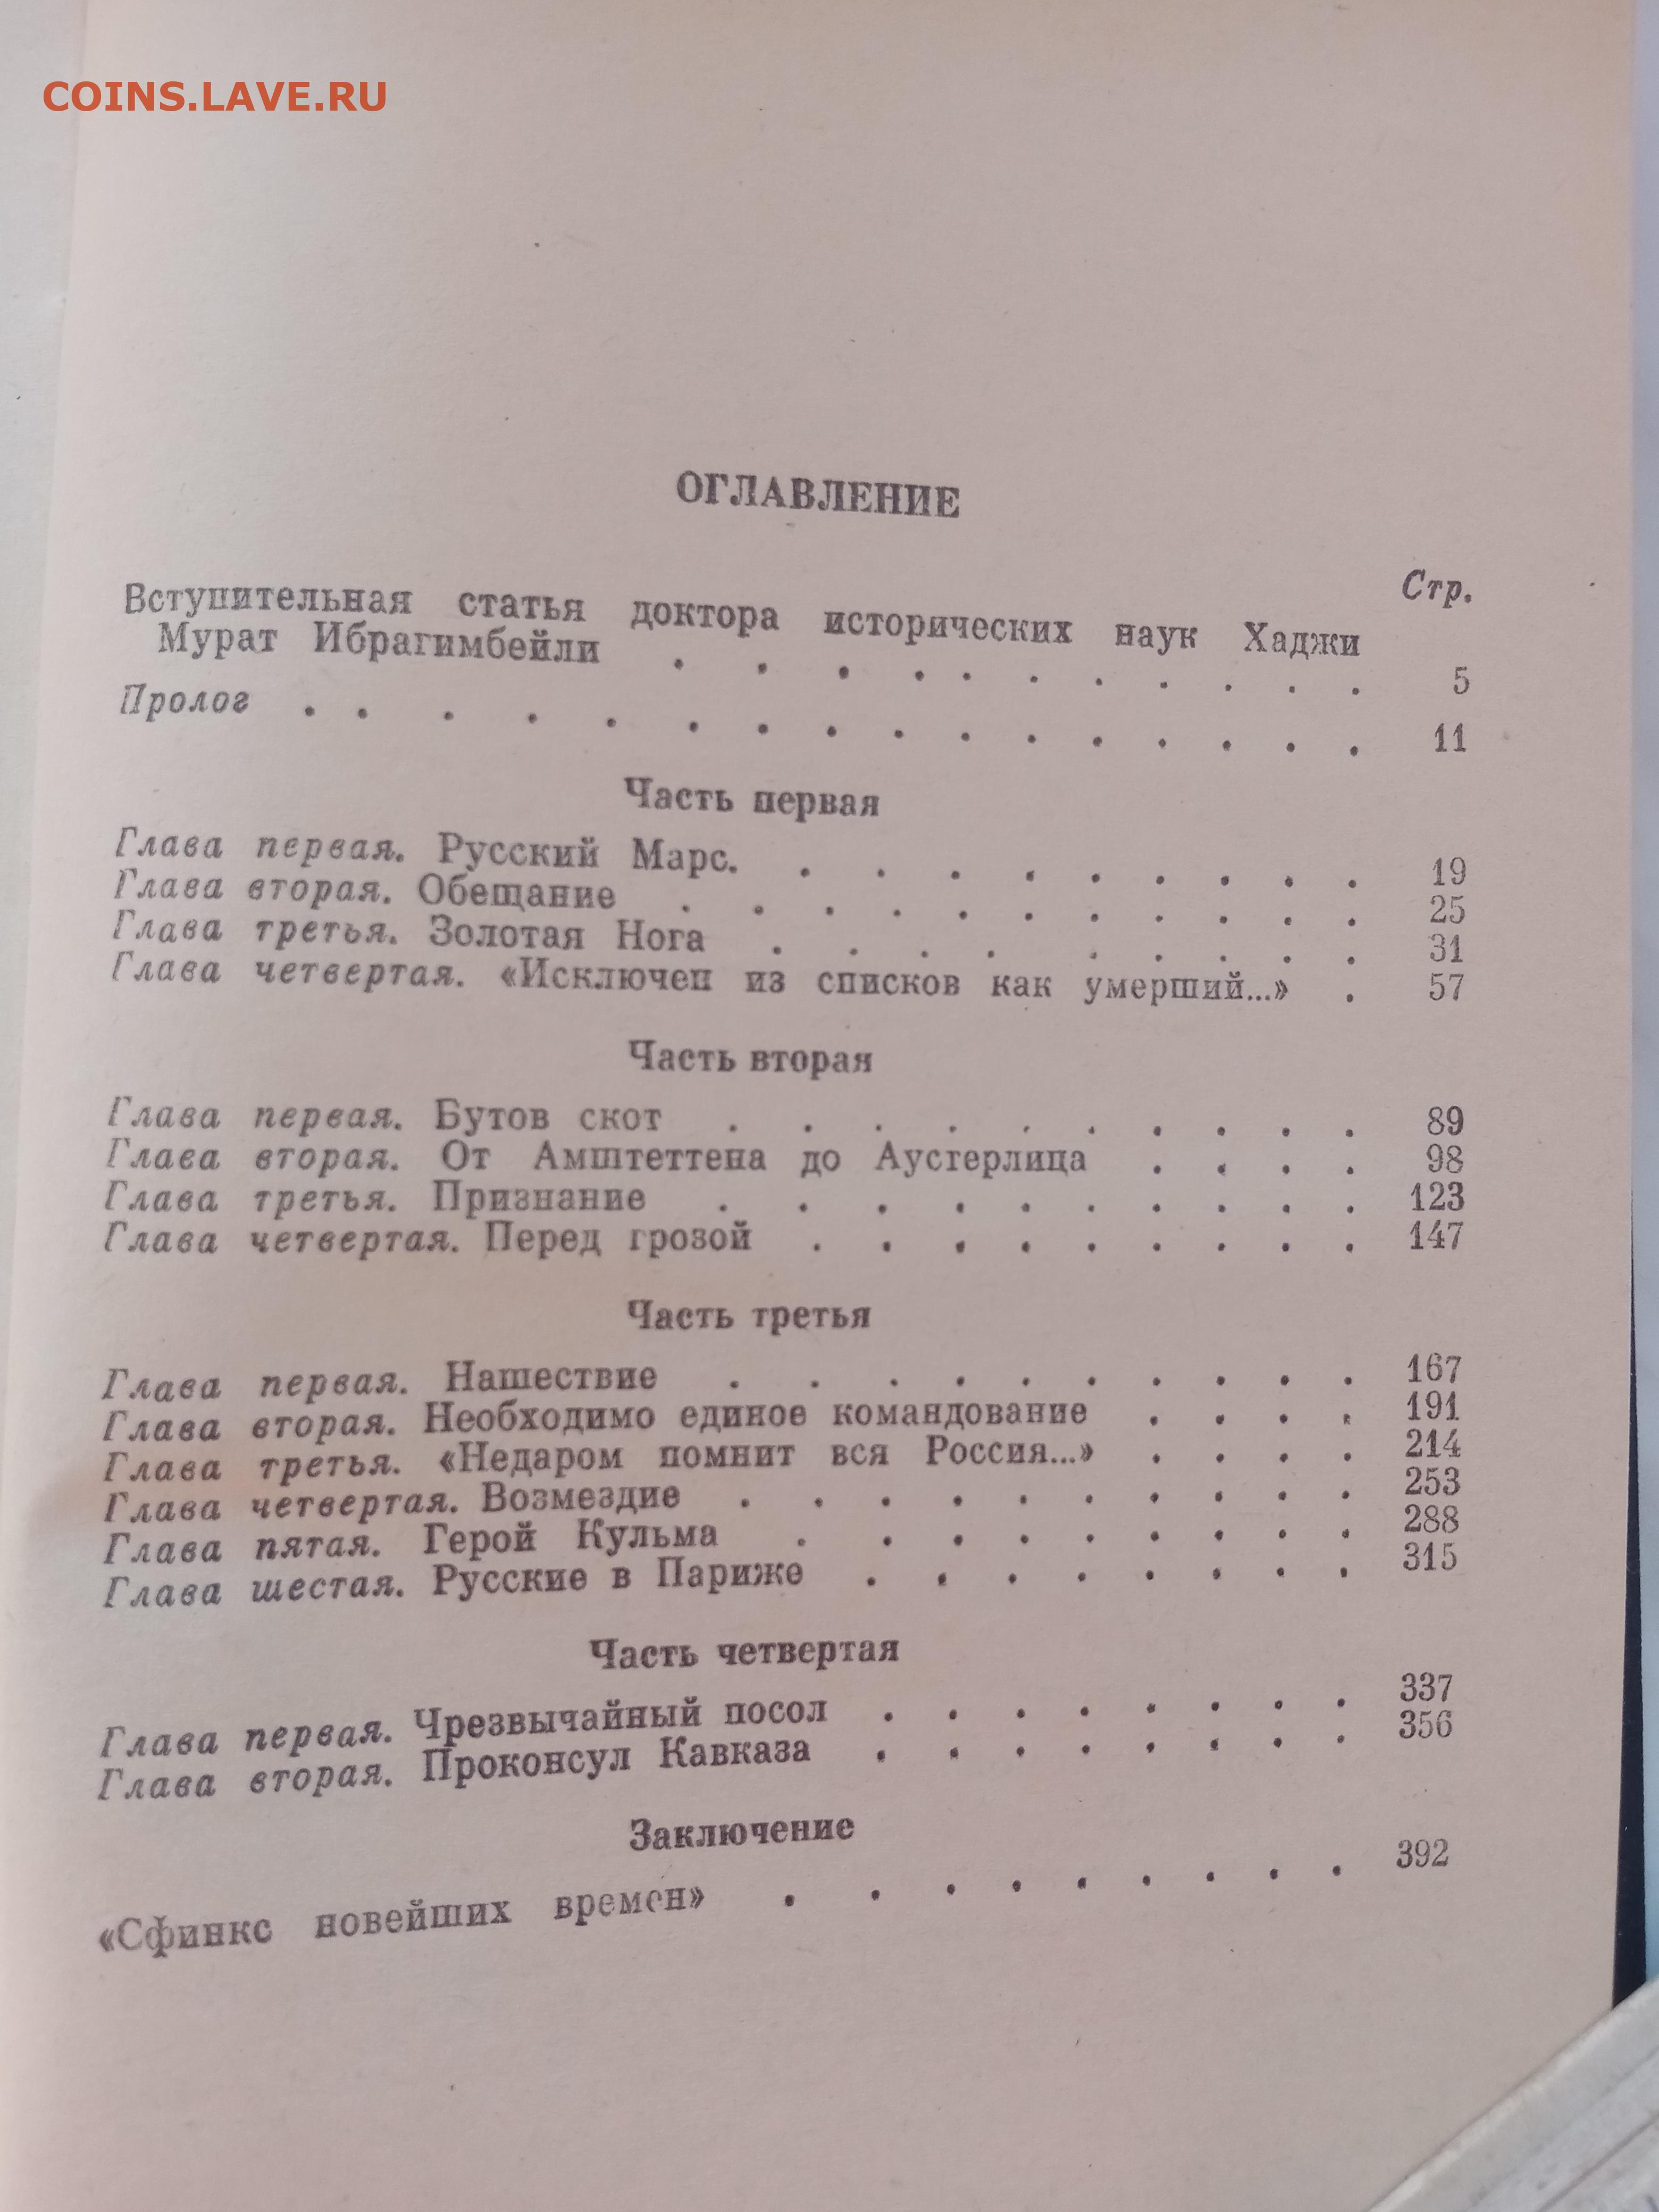 COINS.LAVE.RU
ОГЛАВЛЕНИЕ
Стр.
Вступительная статья доктора исторических наук Хаджи
Мурат Ибрагимбейли . . . . . . . . . . . 5
Пролог . . . . . . . . . . . . . . . . 11
Часть первая
Глава первая. Русский Марс. . . . . . . . . . 19
Глава вторая. Обещание . . . . . . . . . . . 25
Глава третья. Золотая Нога . . . . . . . . . 31
Глава четвертая. «Исключен из списков как умерший...» . 57
Часть вторая
Глава первая. Бутов скот . . . . . . . . . . 89
Глава вторая. От Амштеттена до Аустерлица . . . . 98
Глава третья. Признание . . . . . . . . . . 123
Глава четвертая. Перед грозой . . . . . . . . . 147
Часть третья
Глава первая. Нашествие . . . . . . . . . . 167
Глава вторая. Необходимо единое командование . . . . 191
Глава третья. «Недаром помнит вся Россия...» . . . . 214
Глава четвертая. Возмездие . . . . . . . . . . 253
Глава пятая. Герой Кульма . . . . . . . . . 288
Глава шестая. Русские в Париже . . . . . . . . 315
Часть четвертая
Глава первая. Чрезвычайный посол . . . . . . . . 337
Глава вторая. Проконсул Кавказа . . . . . . . . 356
Заключение
«Сфинкс новейших времен» . . . . . . . . . 392